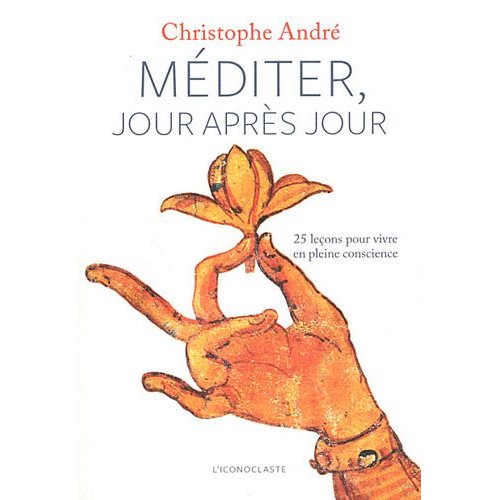 Christophe André
MÉDITER,
JOUR APRÈS JOUR
25 leçons pour vivre
en pleine conscience
L'ICONOCLASTE